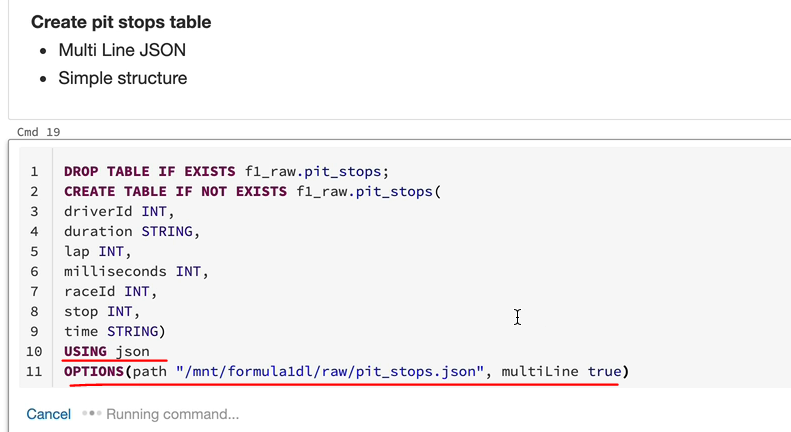 Create pit stops table
• Multi Line JSON
• Simple structure
Cmd 19
1 DROP TABLE IF EXISTS f1_raw.pit_stops;
2 CREATE TABLE IF NOT EXISTS f1_raw.pit_stops(
3 driverId INT,
4 duration STRING,
5 lap INT,
6 milliseconds INT,
7 raceId INT,
8 stop INT,
9 time STRING)
10 USING json
11 OPTIONS(path "/mnt/formula1dl/raw/pit_stops.json", multiLine true)
Cancel Running command...